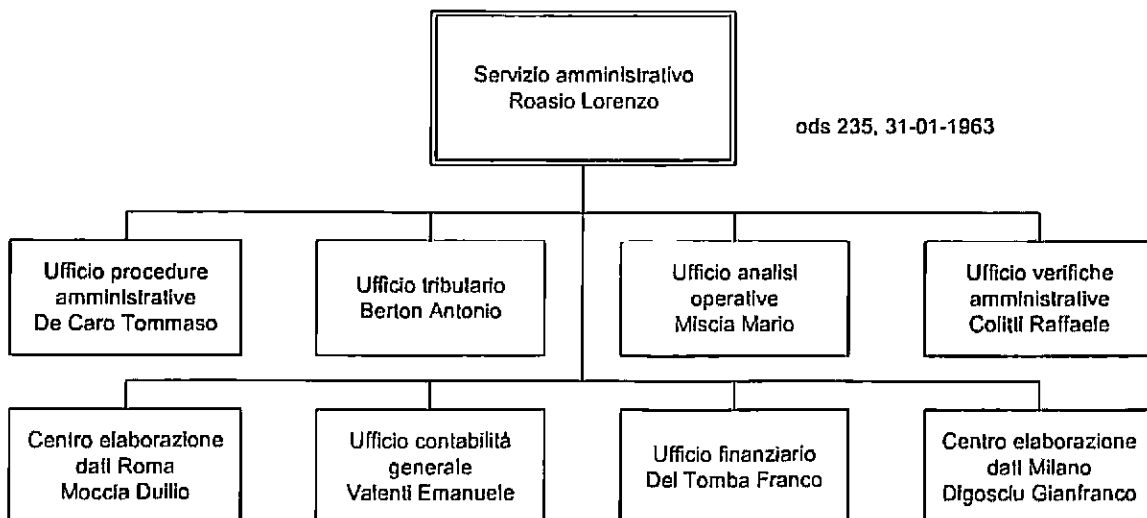 Servizio amministrativo
Roasio Lorenzo
ods 235, 31-01-1963
Ufficio procedure
amministrative
De Caro Tommaso
Ufficio tributario
Berton Antonio
Ufficio analisi
operative
Miscia Mario
Ufficio verifiche
amministrative
Colitti Raffaele
Centro elaborazione
dati Roma
Moccia Duilio
Ufficio contabilità
generale
Valenti Emanuele
Ufficio finanziario
Del Tomba Franco
Centro elaborazione
dati Milano
Digosciu Gianfranco